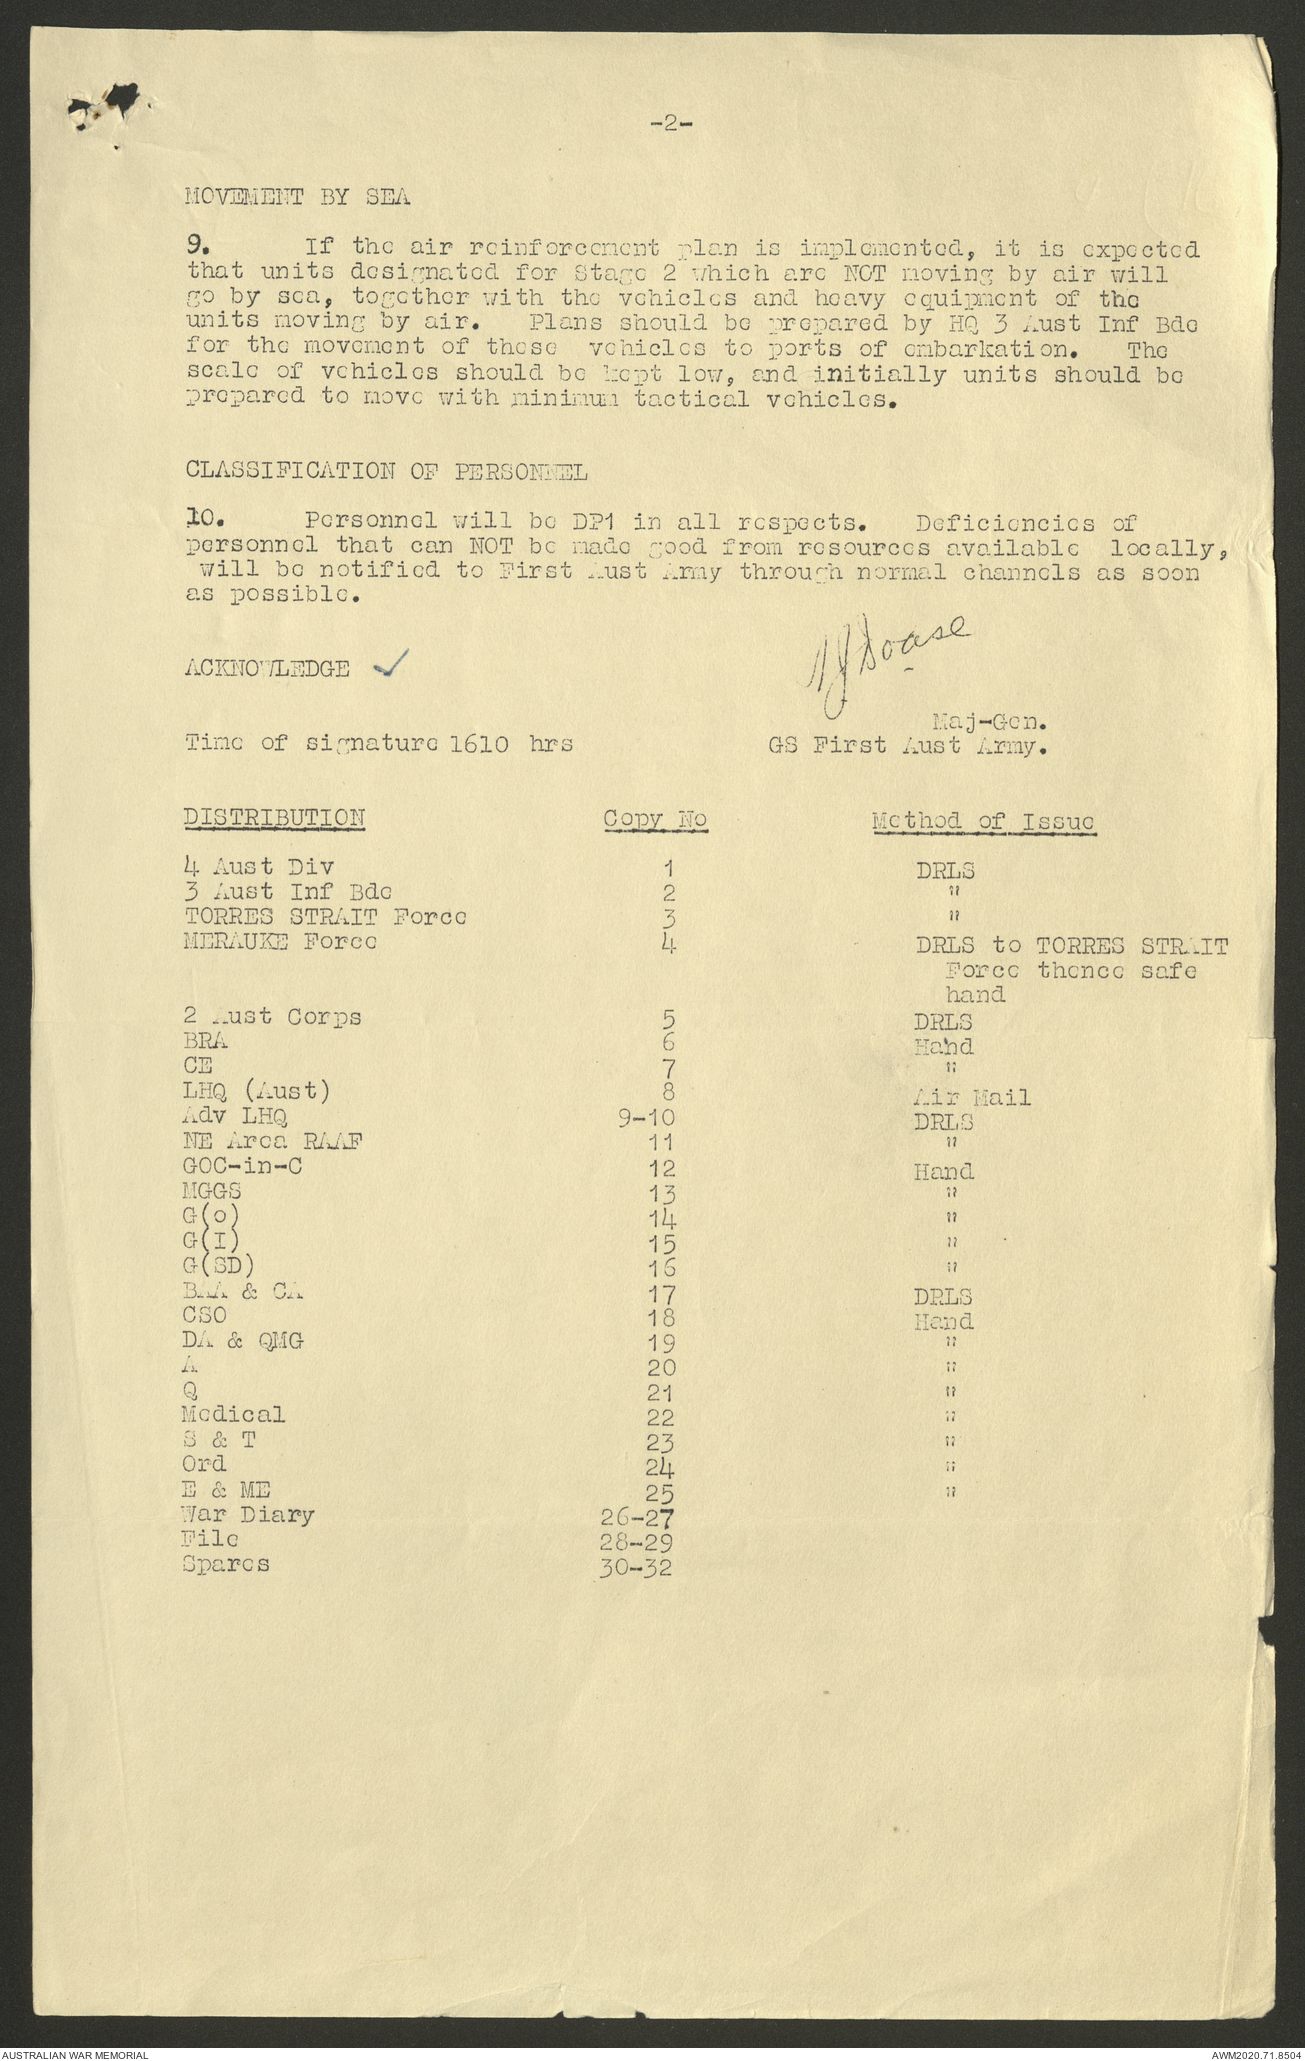 -2-
MOVEMENT BY SEA
9. If the air reinforcement plan is implemented, it is expected
that units designated for Stage 2 which are NOT moving by air will
go by sea, together with the vehicles and heavy equipment of the
units moving by air. Plans should be prepared by HQ 3 Aust Inf Bde
for the movement of these vehicles to ports of embarkation. The
scale of vehicles should be kept low, and initially units should be
prepared to move with minimum tactical vehicles.
CLASSIFICATION OF PERSONNEL
10. Personnel will be DP1 in all respects. Deficiencies of
personnel that can NOT be made good from resources available locally,
will be notified to First Aust Army through normal channels as soon
as possible.
ACKNOWLEDGE ✓
Maj-Gen.
Time of signature 1610 hrs GS First Aust Army.
DISTRIBUTION Copy No Method of Issue
4 Aust Div 1 DRLS
3 Aust Inf Bde 2 "
TORRES STRAIT Force 3 "
MERAUKE Force 4 DRLS to TORRES STRAIT
Force thence safe
hand
2 Aust Corps 5 DRLS
BRA 6 Hand
CE 7 "
LHQ (Aust) 8 Air Mail
Adv LHQ 9-10 DRLS
NE Area RAAF 11 "
GOC-in-C 12 Hand
MGGS 13 "
G(o) 14 "
G(I) 15 "
G(SD) 16 "
BAA & CA 17 DRLS
CSO 18 Hand
DA & QMG 19 "
A 20 "
Q 21 "
Medical 22 "
S & T 23 "
Ord 24 "
E & ME 25 "
War Diary 26-27
File 28-29
Spares 30-32
AUSTRALIAN WAR MEMORIAL AWM2020.71.8504